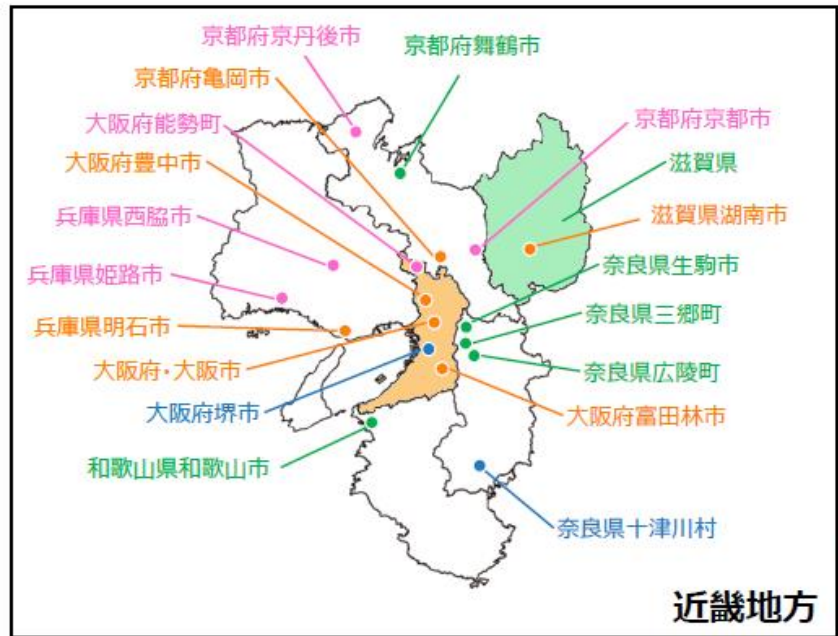 京都府京丹後市
京都府舞鶴市
京都府亀岡市
大阪府能勢町
京都府京都市
大阪府豊中市
滋賀県
兵庫県西脇市
滋賀県湖南市
奈良県生駒市
兵庫県姫路市
奈良県三郷町
兵庫県明石市
大阪府・大阪市
奈良県広陵町
大阪府堺市
大阪府富田林市
和歌山県和歌山市
奈良県十津川村
近畿地方